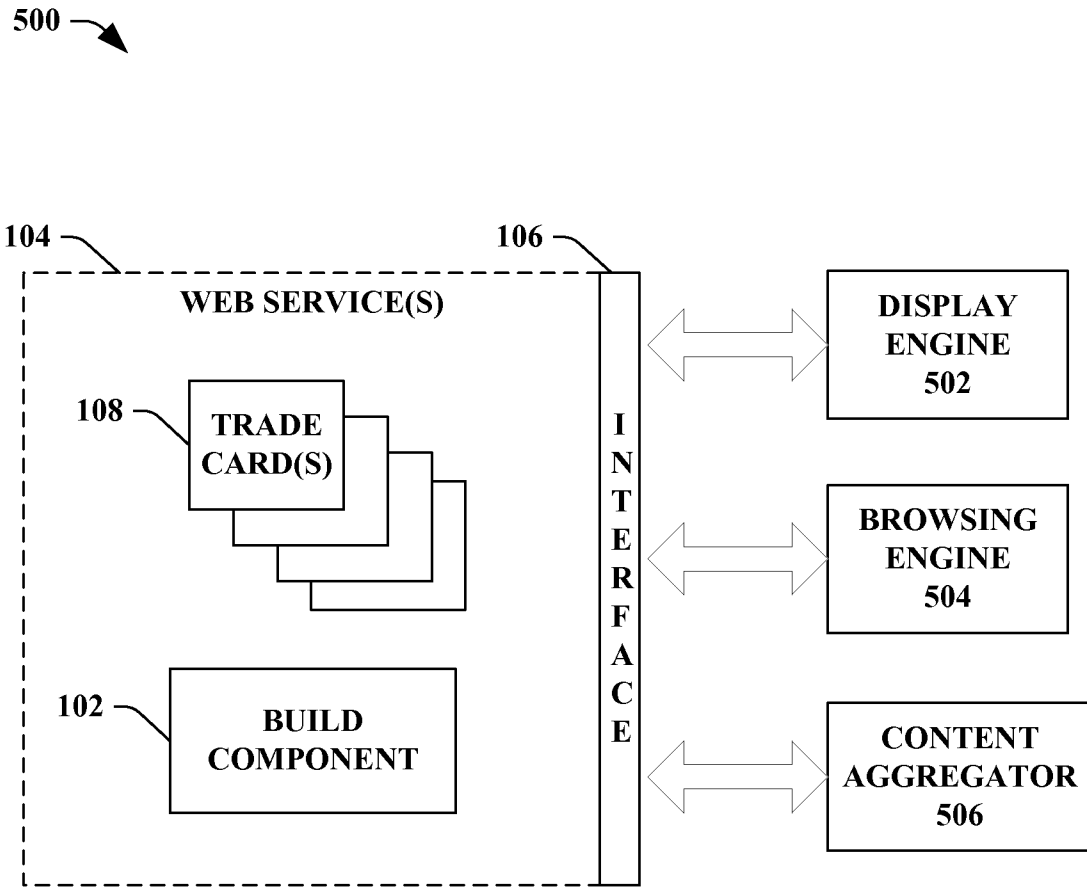 500
104
106
WEB SERVICE(S)
108
TRADE
CARD(S)
102
BUILD
COMPONENT
INTERFACE
DISPLAY
ENGINE
502
BROWSING
ENGINE
504
CONTENT
AGGREGATOR
506